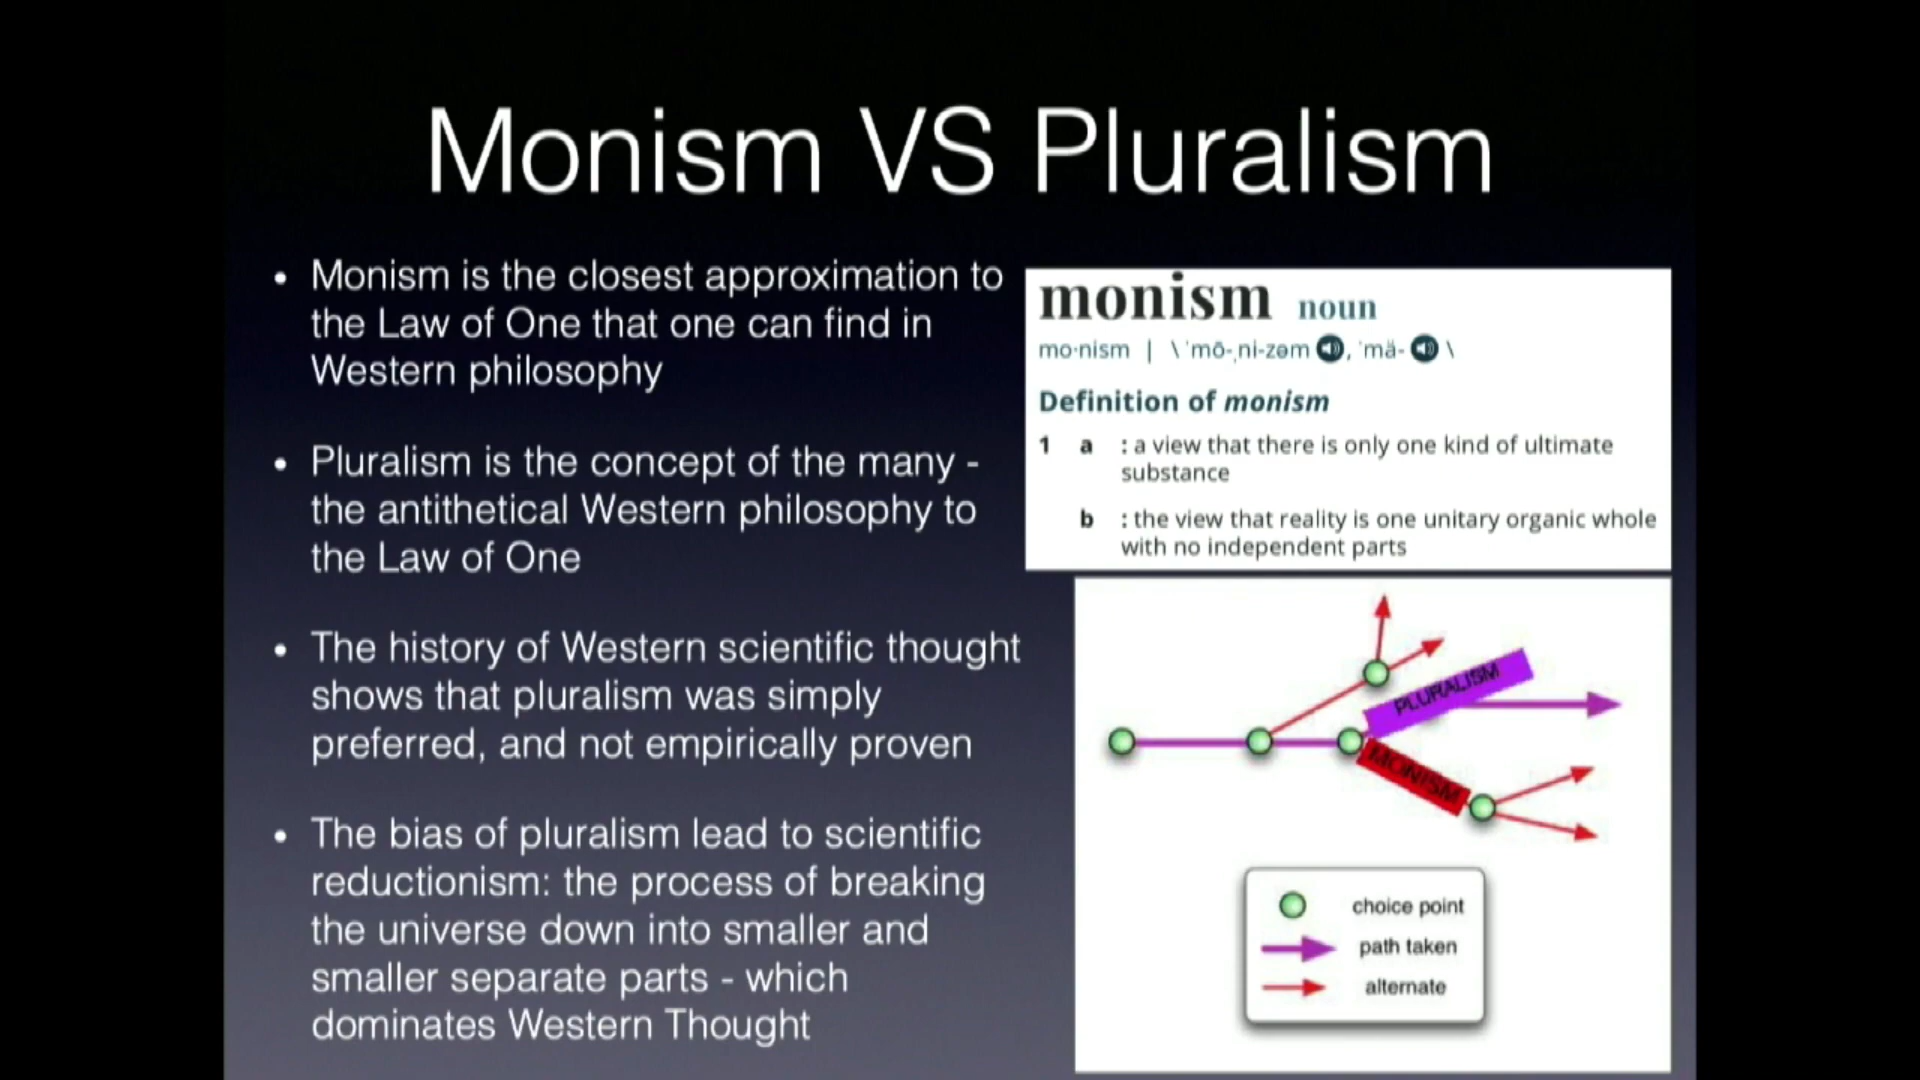 Monism VS Pluralism
• Monism is the closest approximation to
the Law of One that one can find in
Western philosophy
• Pluralism is the concept of the many -
the antithetical Western philosophy to
the Law of One
• The history of Western scientific thought
shows that pluralism was simply
preferred, and not empirically proven
• The bias of pluralism lead to scientific
reductionism: the process of breaking
the universe down into smaller and
smaller separate parts - which
dominates Western Thought
monism noun
mo·nism | \ ˈmō-ˌni-zəm , ˈmä- \
Definition of monism
1 a : a view that there is only one kind of ultimate
substance
b : the view that reality is one unitary organic whole
with no independent parts
PLURALISM
MONISM
choice point
path taken
alternate